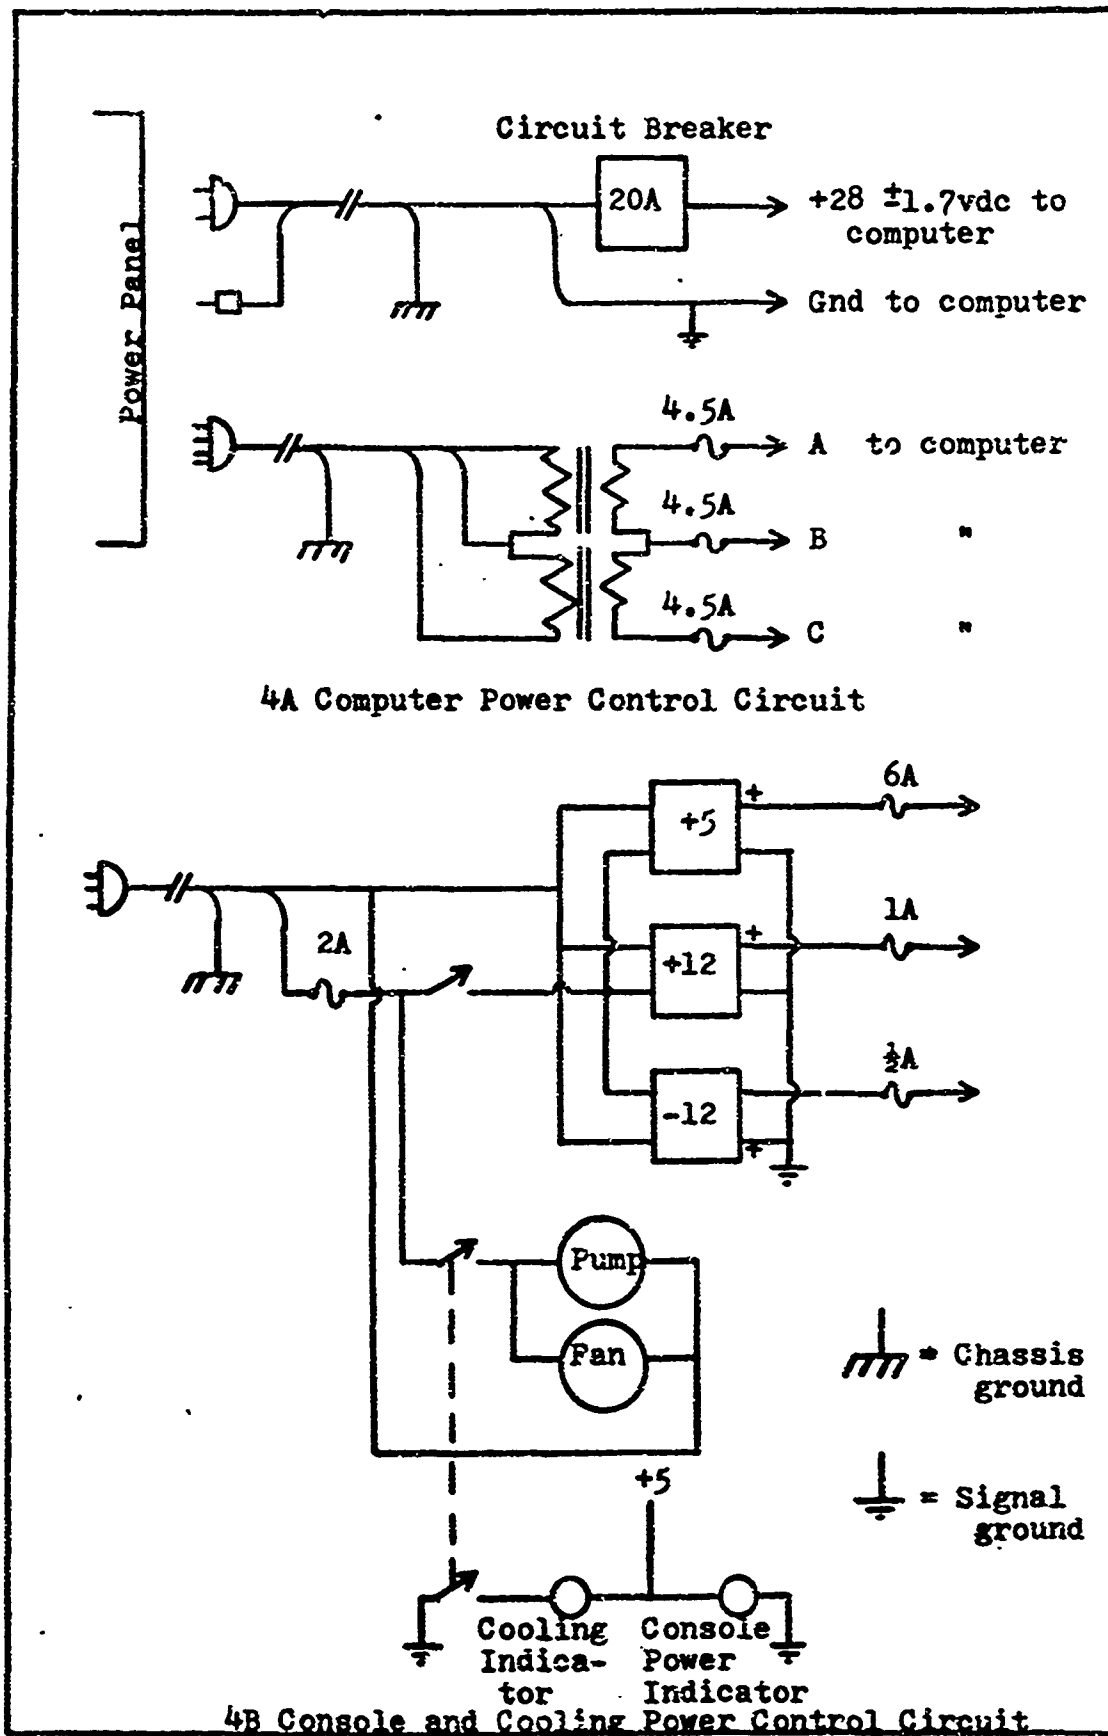 Circuit Breaker
Power Panel
20A
+28 ±1.7vdc to
computer
Gnd to computer
4.5A
A to computer
4.5A
B "
4.5A
C "
4A Computer Power Control Circuit
6A
+
+5
1A
2A
+
+12
½A
-12
+
Pump
Fan
= Chassis
ground
+5
= Signal
ground
Cooling
Indica-
tor
Console
Power
Indicator
4B Console and Cooling Power Control Circuit